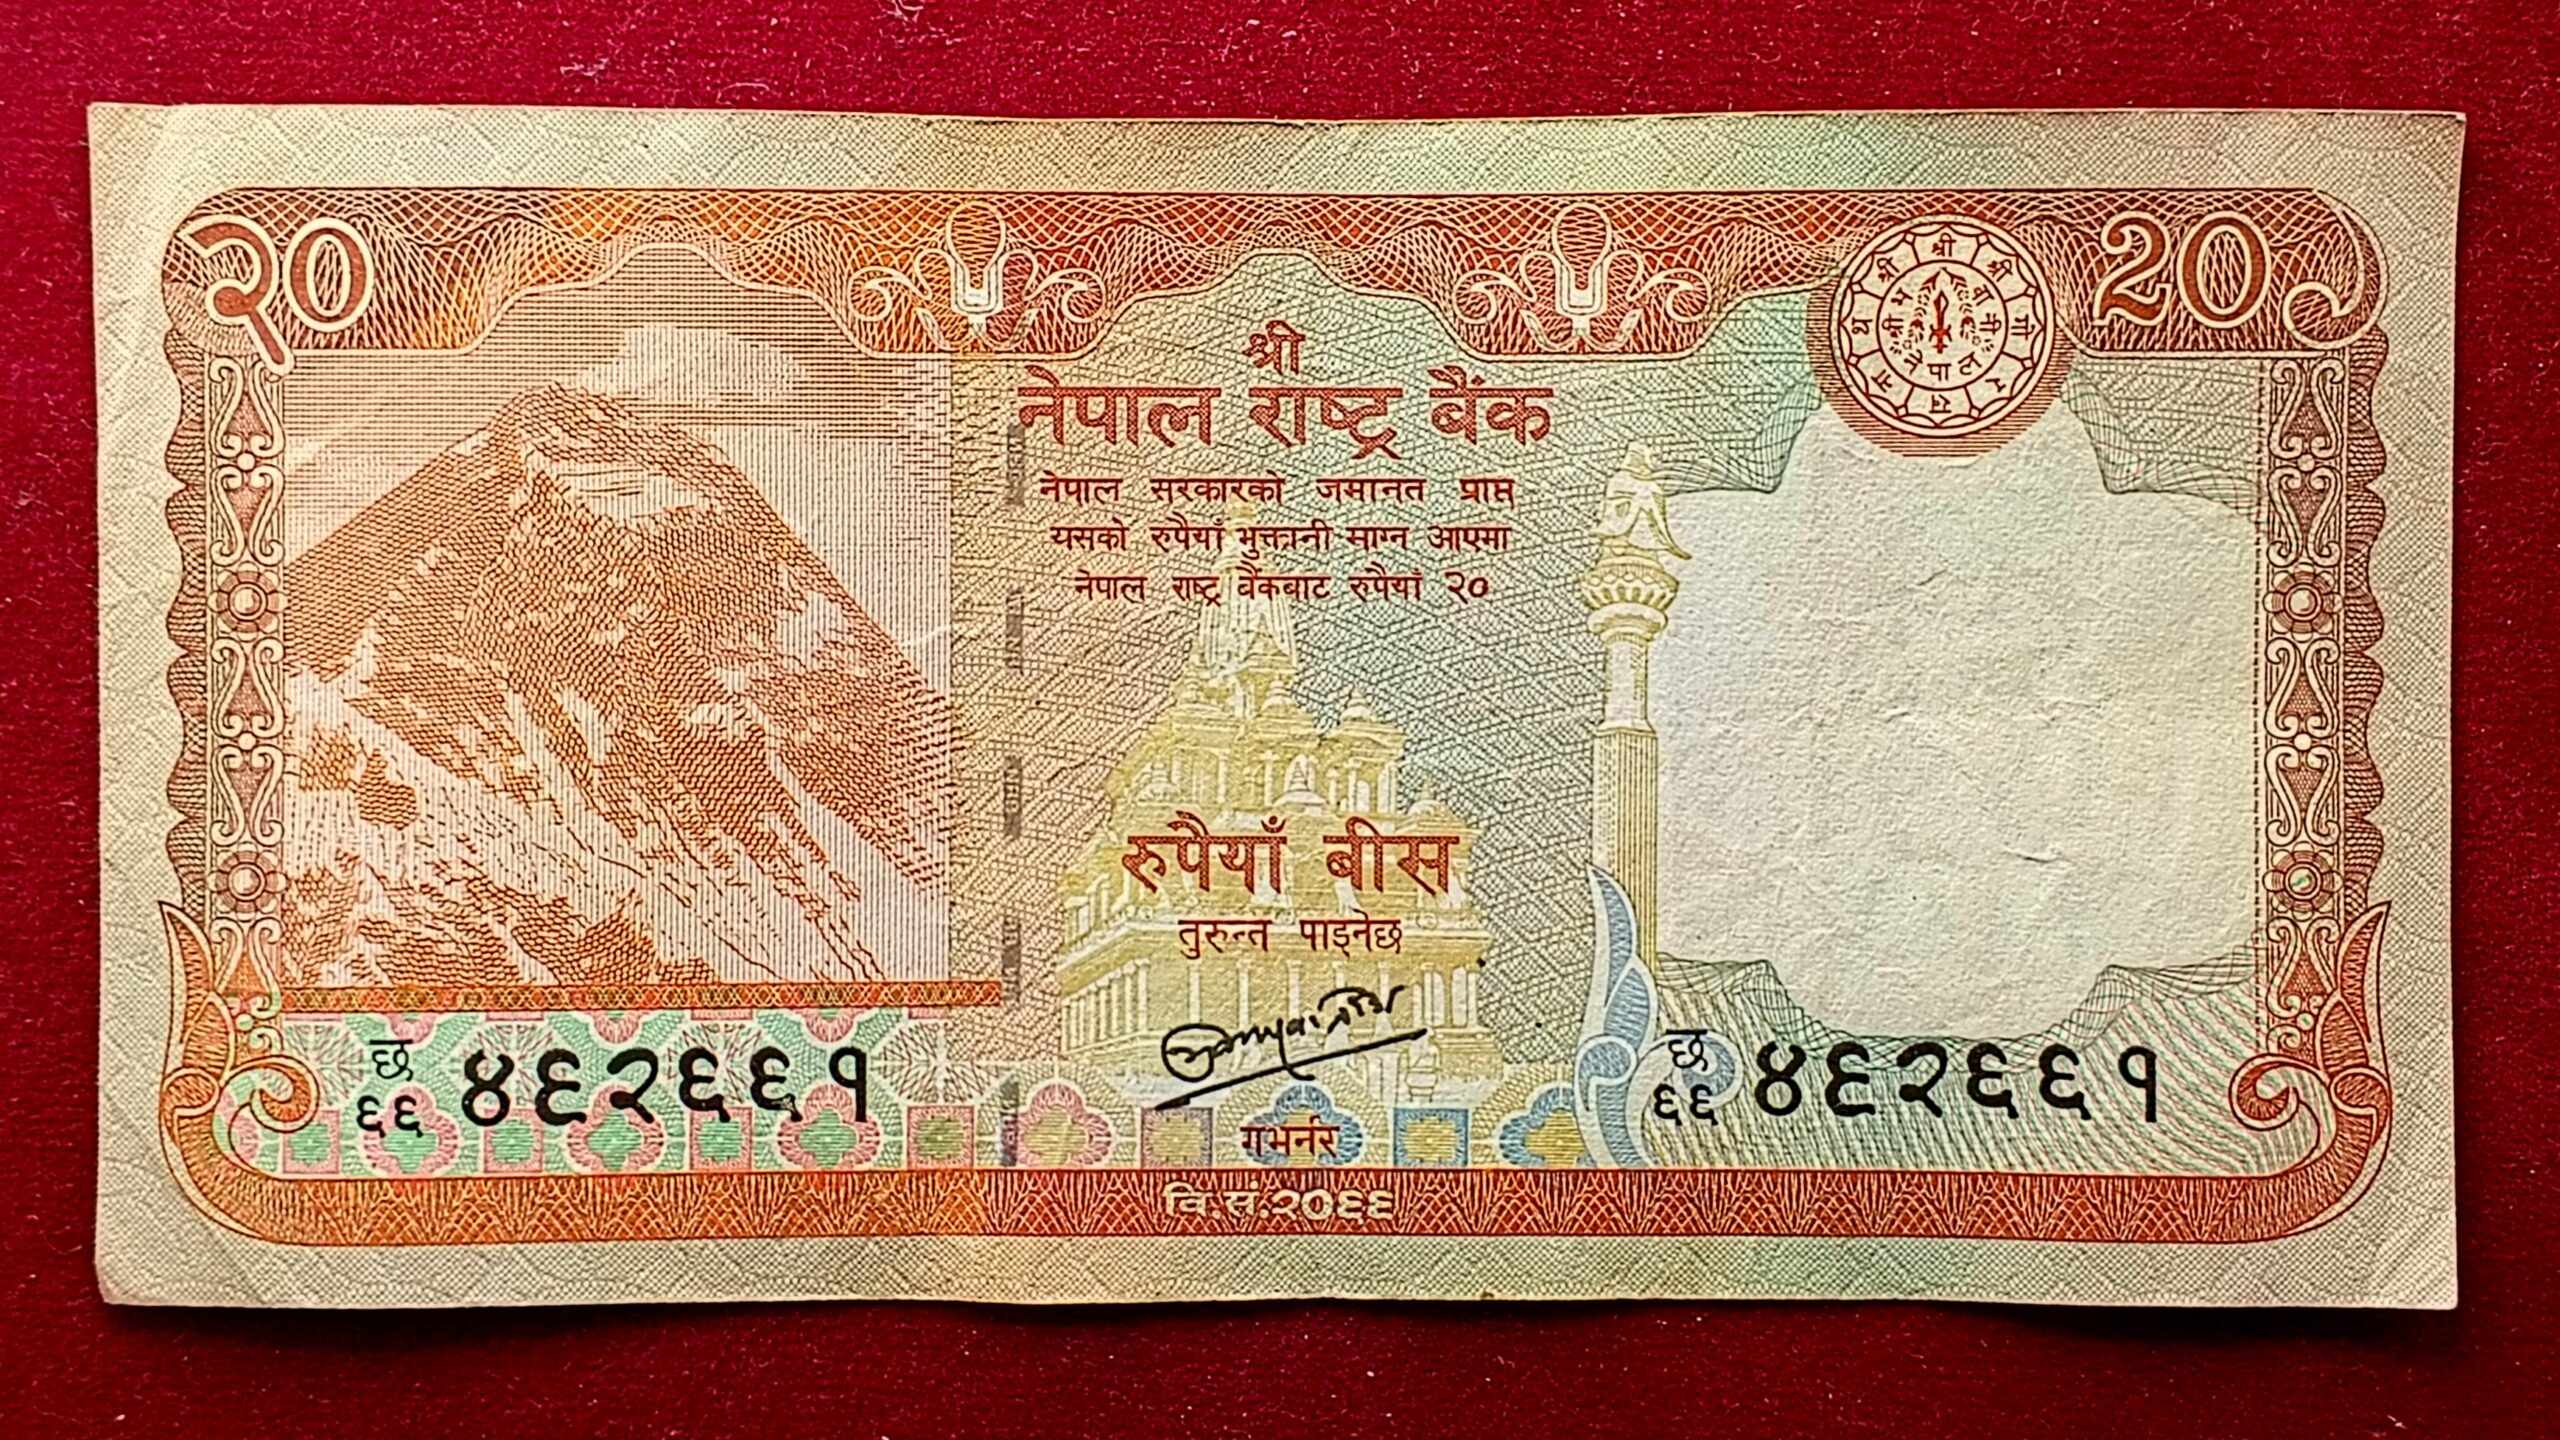 २०
20
श्री
नेपाल राष्ट्र बैंक
नेपाल सरकारको जमानत प्राप्त
यसको रुपैयाँ भुक्तानी माग्न आएमा
नेपाल राष्ट्र बैंकबाट रुपैयाँ २०
रुपैयाँ बीस
तुरुन्त पाइनेछ
छ
६६ ४६२६६१
छ
६६ ४६२६६१
गभर्नर
वि.सं.२०६६